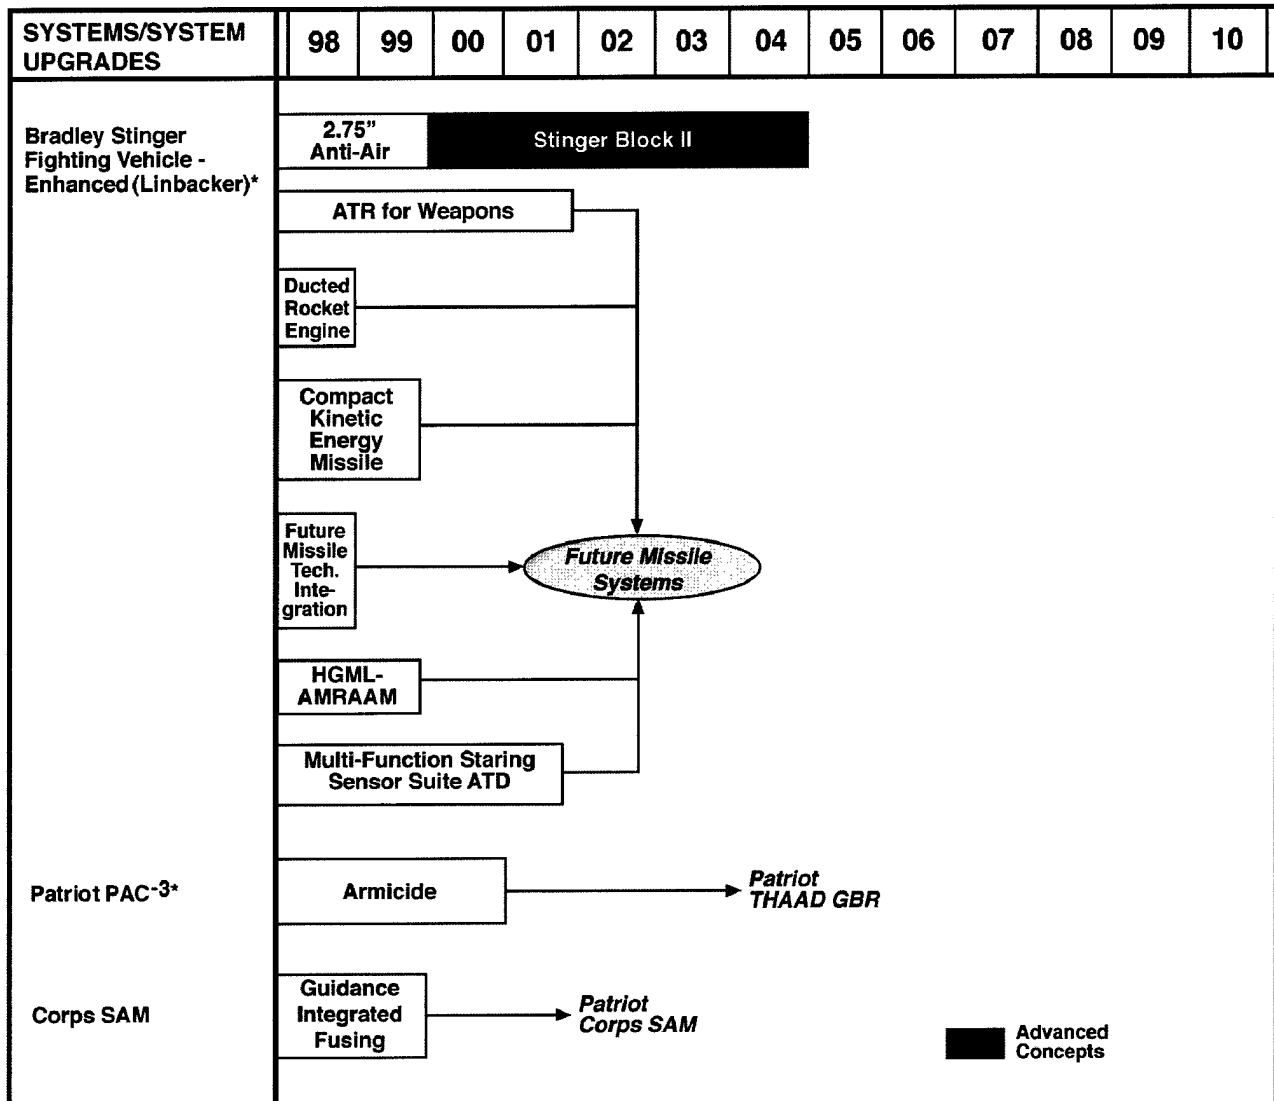 SYSTEMS/SYSTEM
UPGRADES
98 99 00 01 02 03 04 05 06 07 08 09 10
Bradley Stinger
Fighting Vehicle -
Enhanced (Linbacker)*
2.75"
Anti-Air
Stinger Block II
ATR for Weapons
Ducted
Rocket
Engine
Compact
Kinetic
Energy
Missile
Future
Missile
Tech.
Inte-
gration
Future Missile
Systems
HGML-
AMRAAM
Multi-Function Staring
Sensor Suite ATD
Patriot PAC-3*
Armicide
Patriot
THAAD GBR
Corps SAM
Guidance
Integrated
Fusing
Patriot
Corps SAM
Advanced
Concepts